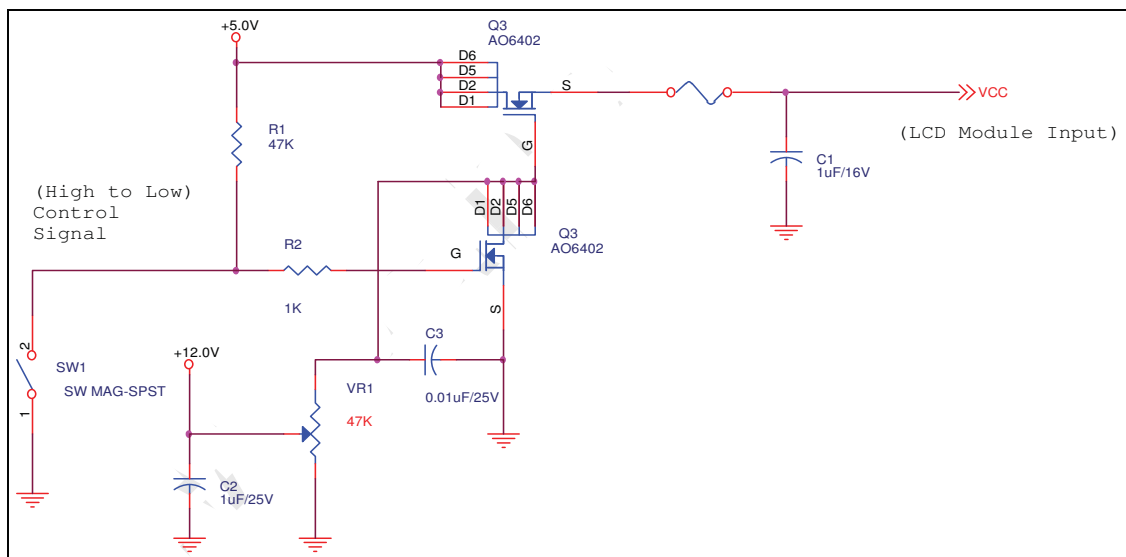 +5.0V
Q3
AO6402
D6
D5
D2
D1
S
G
VCC
(LCD Module Input)
R1
47K
C1
1uF/16V
(High to Low)
Control
Signal
D1
D2
D5
D6
Q3
AO6402
R2
G
1K
S
2
SW1
SW MAG-SPST
1
+12.0V
C3
0.01uF/25V
VR1
47K
C2
1uF/25V